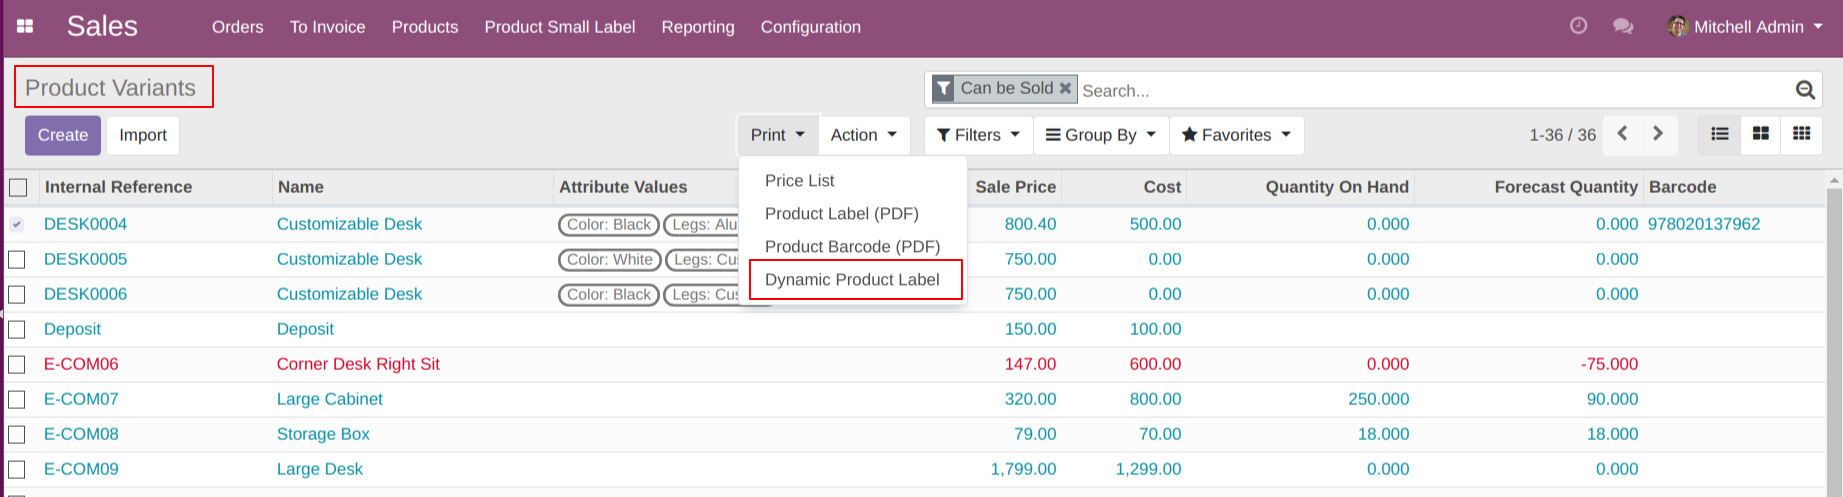 Sales Orders To Invoice Products Product Small Label Reporting Configuration Mitchell Admin
Product Variants
Can be Sold Search...
Create Import Print Action Filters Group By Favorites 1-36 / 36
Price List
Product Label (PDF)
Product Barcode (PDF)
Dynamic Product Label
Internal Reference Name Attribute Values Sale Price Cost Quantity On Hand Forecast Quantity Barcode
DESK0004 Customizable Desk Color: Black Legs: Alu 800.40 500.00 0.000 0.000 978020137962
DESK0005 Customizable Desk Color: White Legs: Cus 750.00 0.00 0.000 0.000
DESK0006 Customizable Desk Color: Black Legs: Cus 750.00 0.00 0.000 0.000
Deposit Deposit 150.00 100.00
E-COM06 Corner Desk Right Sit 147.00 600.00 0.000 -75.000
E-COM07 Large Cabinet 320.00 800.00 250.000 90.000
E-COM08 Storage Box 79.00 70.00 18.000 18.000
E-COM09 Large Desk 1,799.00 1,299.00 0.000 0.000